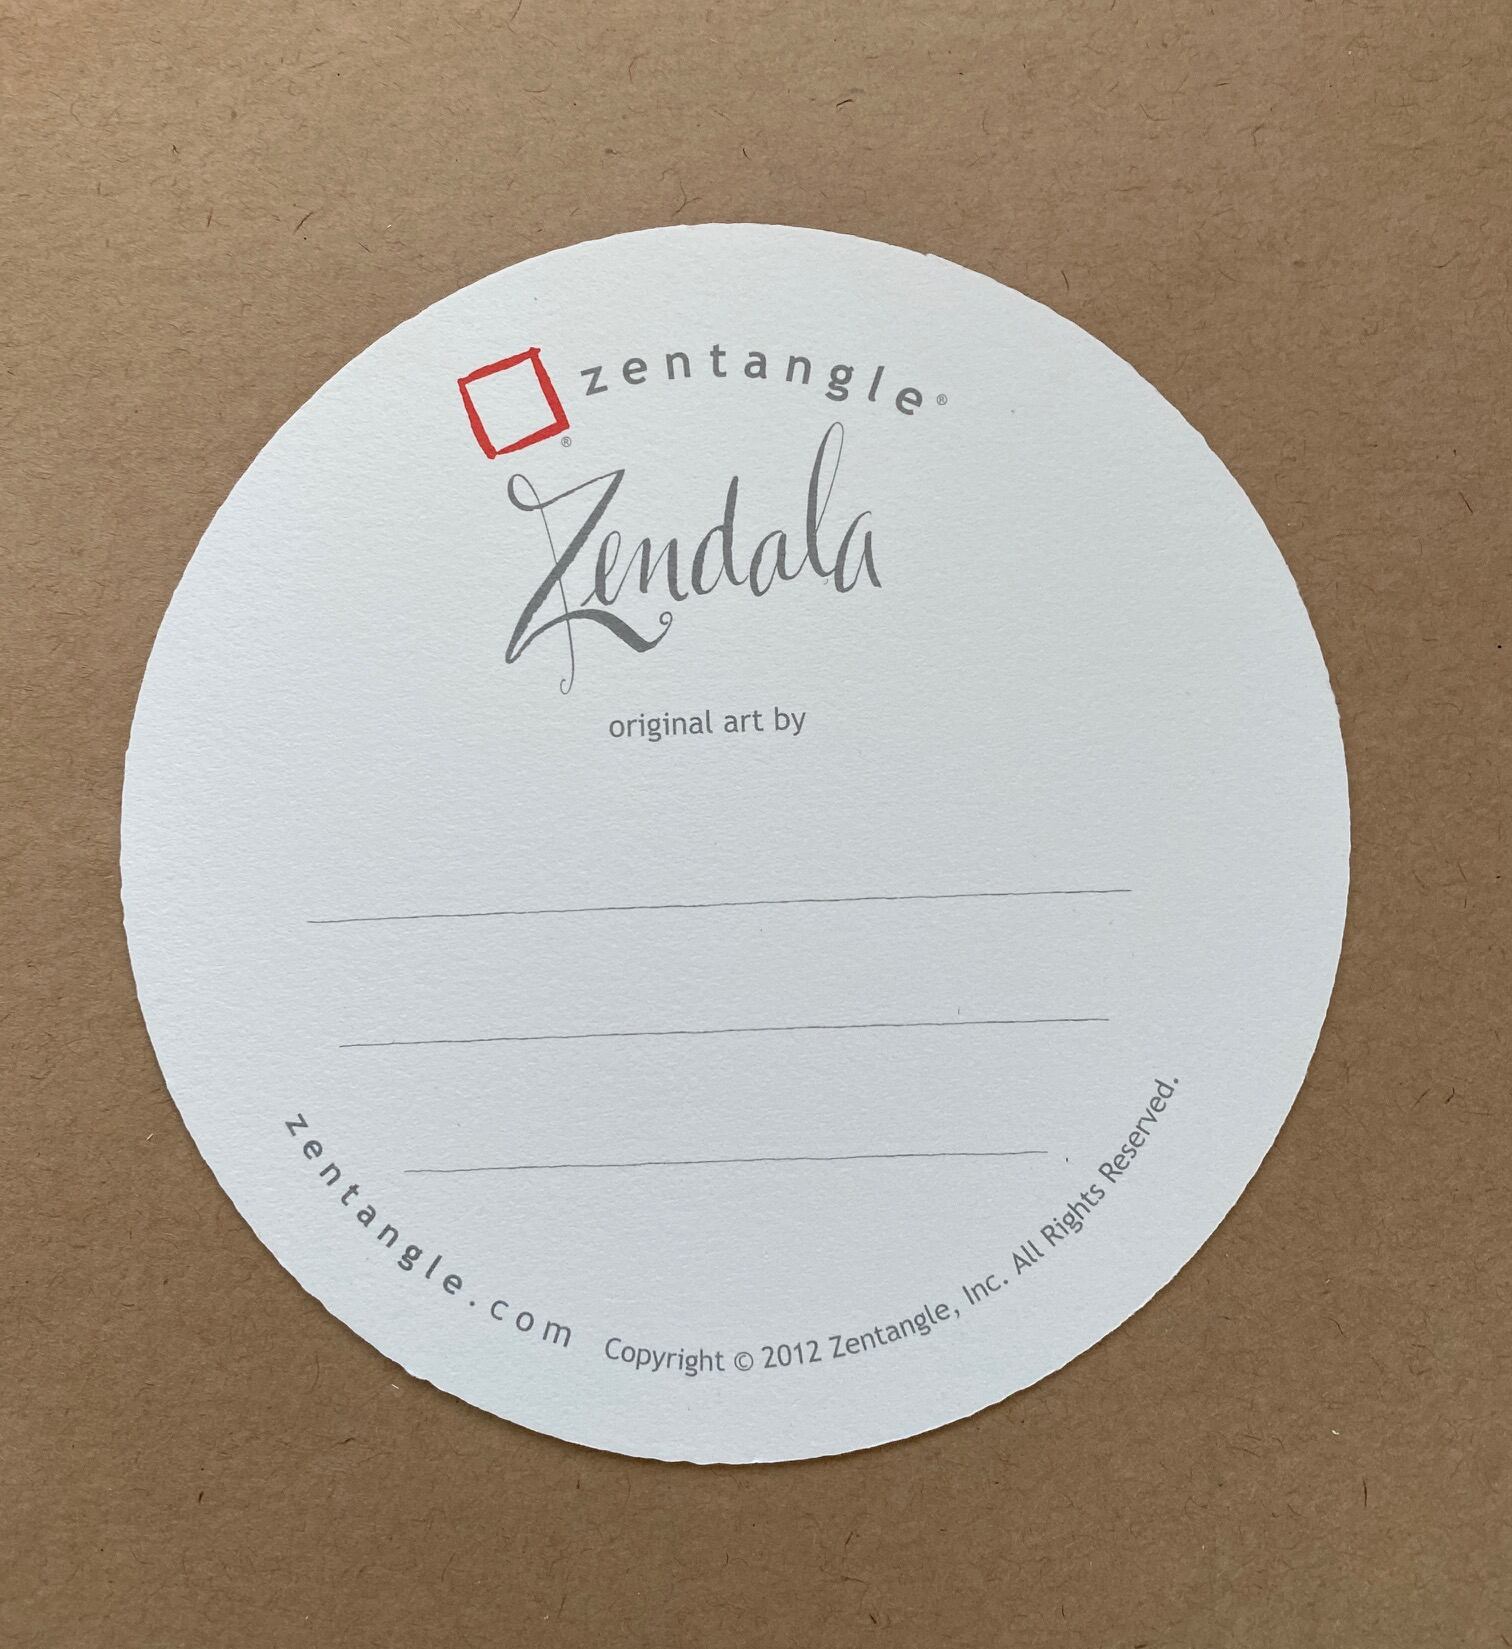 zentangle®
®
Zendala
original art by
zentangle.com Copyright © 2012 Zentangle, Inc. All Rights Reserved.